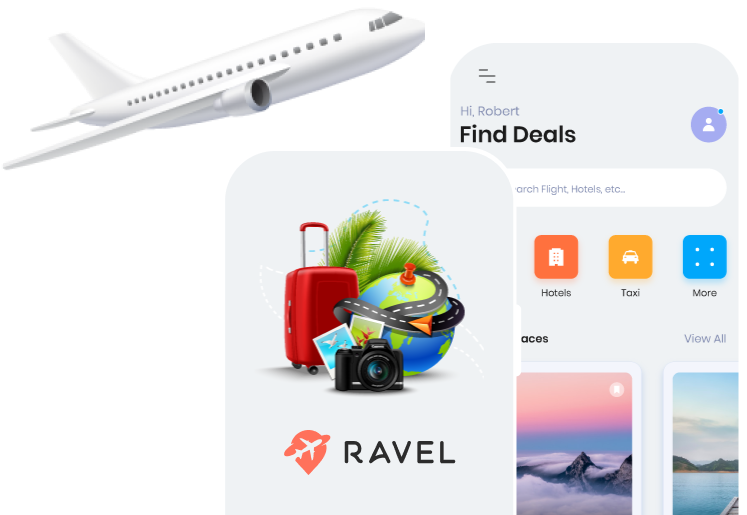 Hi, Robert
Find Deals
arch Flight, Hotels, etc...
Hotels
Taxi
More
aces
View All
RAVEL